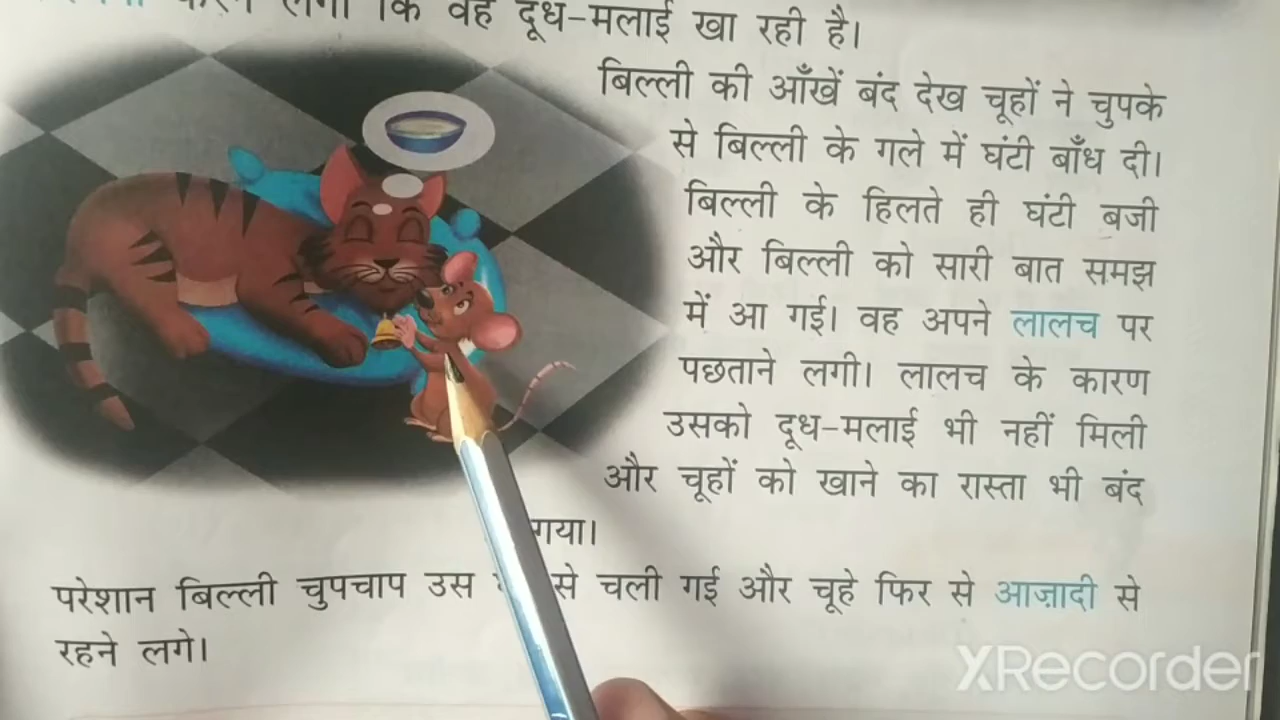 लगी कि वह दूध-मलाई खा रही है।
बिल्ली की आँखें बंद देख चूहों ने चुपके
से बिल्ली के गले में घंटी बाँध दी।
बिल्ली के हिलते ही घंटी बजी
और बिल्ली को सारी बात समझ
में आ गई। वह अपने लालच पर
पछताने लगी। लालच के कारण
उसको दूध-मलाई भी नहीं मिली
और चूहों को खाने का रास्ता भी बंद
गया।
परेशान बिल्ली चुपचाप उस से चली गई और चूहे फिर से आज़ादी से
रहने लगे।
XRecorder